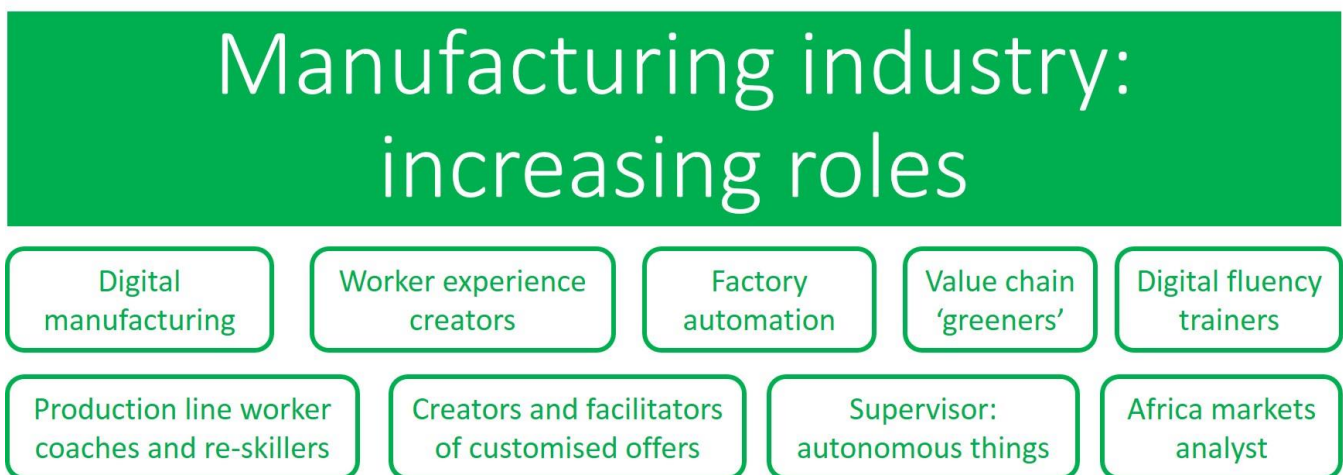 Manufacturing industry:
increasing roles
Digital
manufacturing
Worker experience
creators
Factory
automation
Value chain
‘greeners’
Digital fluency
trainers
Production line worker
coaches and re-skillers
Creators and facilitators
of customised offers
Supervisor:
autonomous things
Africa markets
analyst